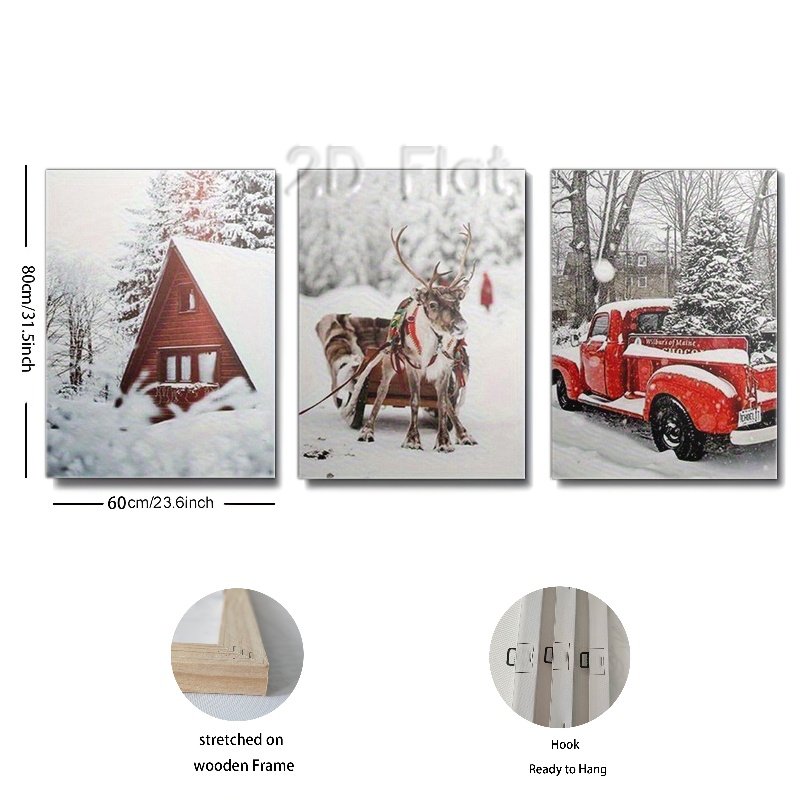 2D Flat
80cm/31.5inch
Wilbur's of Maine
60cm/23.6inch
stretched on
wooden Frame
Hook
Ready to Hang